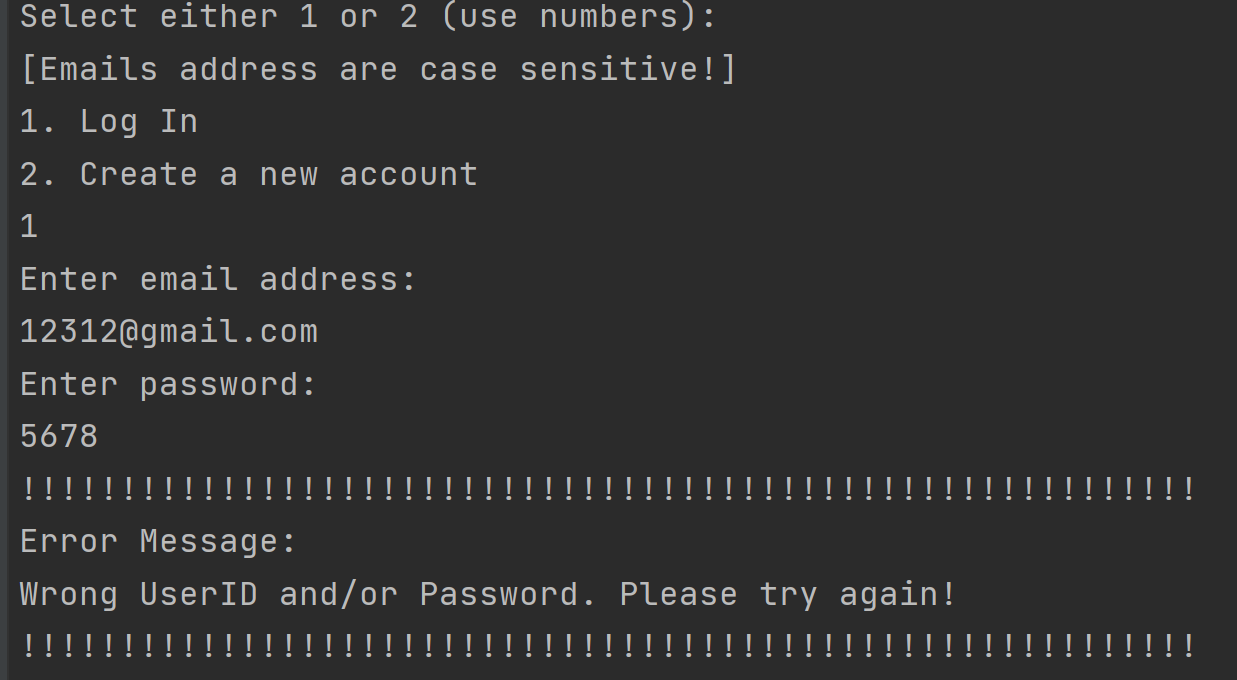 Select either 1 or 2 (use numbers):
[Emails address are case sensitive!]
1. Log In
2. Create a new account
1
Enter email address:
12312@gmail.com
Enter password:
5678
!!!!!!!!!!!!!!!!!!!!!!!!!!!!!!!!!!!!!!!!!!!!!!!!!!!!!!!!!!!
Error Message:
Wrong UserID and/or Password. Please try again!
!!!!!!!!!!!!!!!!!!!!!!!!!!!!!!!!!!!!!!!!!!!!!!!!!!!!!!!!!!!